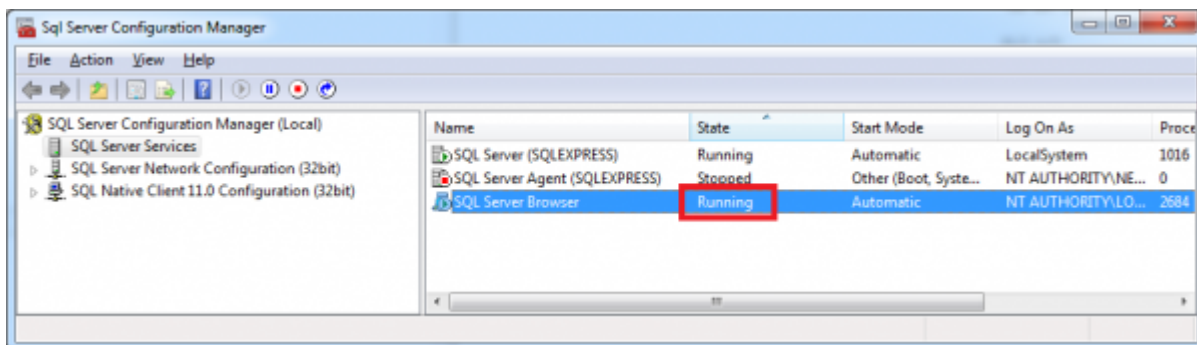 Sql Server Configuration Manager
File Action View Help
SQL Server Configuration Manager (Local)
SQL Server Services
SQL Server Network Configuration (32bit)
SQL Native Client 11.0 Configuration (32bit)
Name State Start Mode Log On As Proce
SQL Server (SQLEXPRESS) Running Automatic LocalSystem 1016
SQL Server Agent (SQLEXPRESS) Stopped Other (Boot, Syste... NT AUTHORITY\NE... 0
SQL Server Browser Running Automatic NT AUTHORITY\LO... 2684